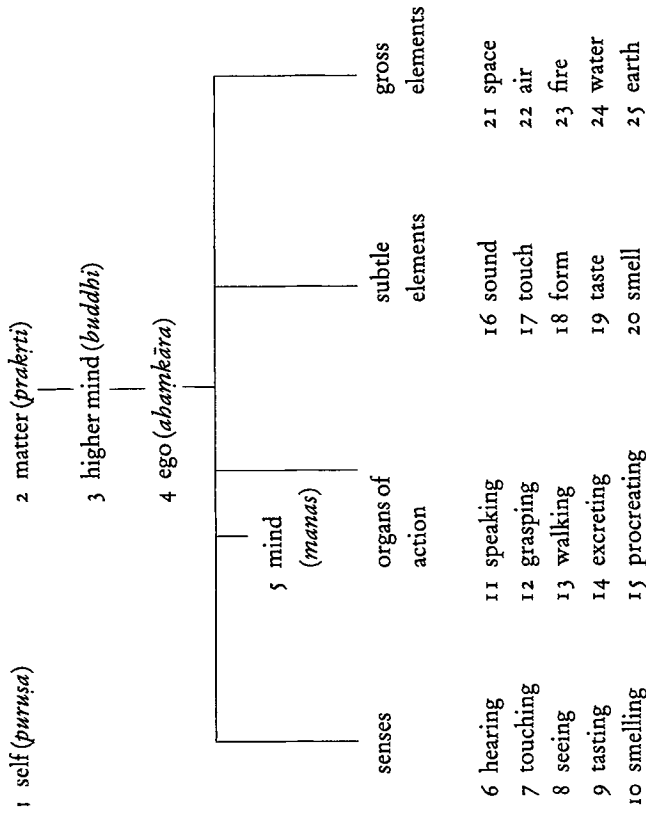 1 self (puruṣa)
2 matter (prakṛti)
3 higher mind (buddhi)
4 ego (ahaṃkāra)
5 mind
(manas)
senses
6 hearing
7 touching
8 seeing
9 tasting
10 smelling
organs of
action
11 speaking
12 grasping
13 walking
14 excreting
15 procreating
subtle
elements
16 sound
17 touch
18 form
19 taste
20 smell
gross
elements
21 space
22 air
23 fire
24 water
25 earth